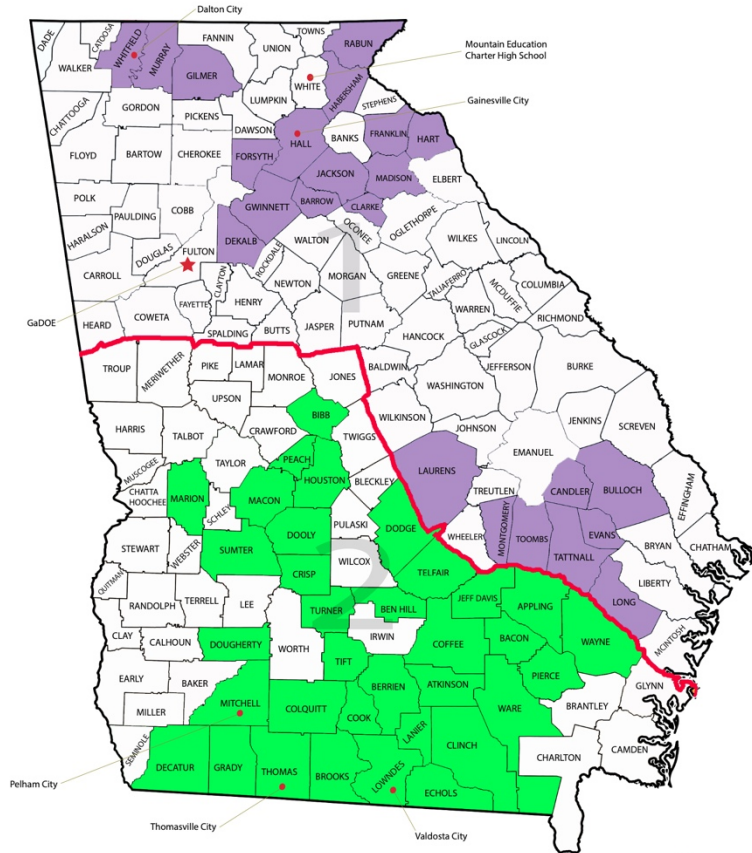 Dalton City
Mountain Education
Charter High School
Gainesville City
GaDOE
Pelham City
Thomasville City
Valdosta City
1
2
DADE
CATOOSA
WHITFIELD
MURRAY
FANNIN
UNION
TOWNS
RABUN
WALKER
GILMER
WHITE
HABERSHAM
STEPHENS
CHATTOOGA
GORDON
PICKENS
LUMPKIN
DAWSON
HALL
BANKS
FRANKLIN
HART
FLOYD
BARTOW
CHEROKEE
FORSYTH
JACKSON
MADISON
ELBERT
POLK
PAULDING
COBB
GWINNETT
BARROW
CLARKE
OCONEE
OGLETHORPE
HARALSON
DOUGLAS
FULTON
DEKALB
ROCKDALE
WALTON
MORGAN
GREENE
WILKES
LINCOLN
CARROLL
CLAYTON
FAYETTE
HENRY
NEWTON
TALIAFERRO
MCDUFFIE
COLUMBIA
WARREN
RICHMOND
HEARD
COWETA
SPALDING
BUTTS
JASPER
PUTNAM
HANCOCK
GLASCOCK
TROUP
MERIWETHER
PIKE
LAMAR
MONROE
JONES
BALDWIN
WASHINGTON
JEFFERSON
BURKE
UPSON
BIBB
WILKINSON
JENKINS
SCREVEN
HARRIS
TALBOT
CRAWFORD
TWIGGS
JOHNSON
EMANUEL
MUSCOGEE
TAYLOR
PEACH
HOUSTON
BLECKLEY
LAURENS
TREUTLEN
CANDLER
BULLOCH
EFFINGHAM
CHATTA
HOOCHEE
MARION
SCHLEY
MACON
PULASKI
DODGE
WHEELER
MONTGOMERY
TOOMBS
EVANS
TATTNALL
BRYAN
CHATHAM
STEWART
WEBSTER
SUMTER
DOOLY
WILCOX
TELFAIR
LIBERTY
QUITMAN
RANDOLPH
TERRELL
LEE
CRISP
TURNER
BEN HILL
JEFF DAVIS
APPLING
LONG
MCINTOSH
CLAY
CALHOUN
DOUGHERTY
WORTH
TIFT
IRWIN
COFFEE
BACON
WAYNE
EARLY
BAKER
MITCHELL
COLQUITT
BERRIEN
ATKINSON
PIERCE
GLYNN
MILLER
COOK
LANIER
WARE
BRANTLEY
SEMINOLE
DECATUR
GRADY
THOMAS
BROOKS
LOWNDES
ECHOLS
CLINCH
CHARLTON
CAMDEN